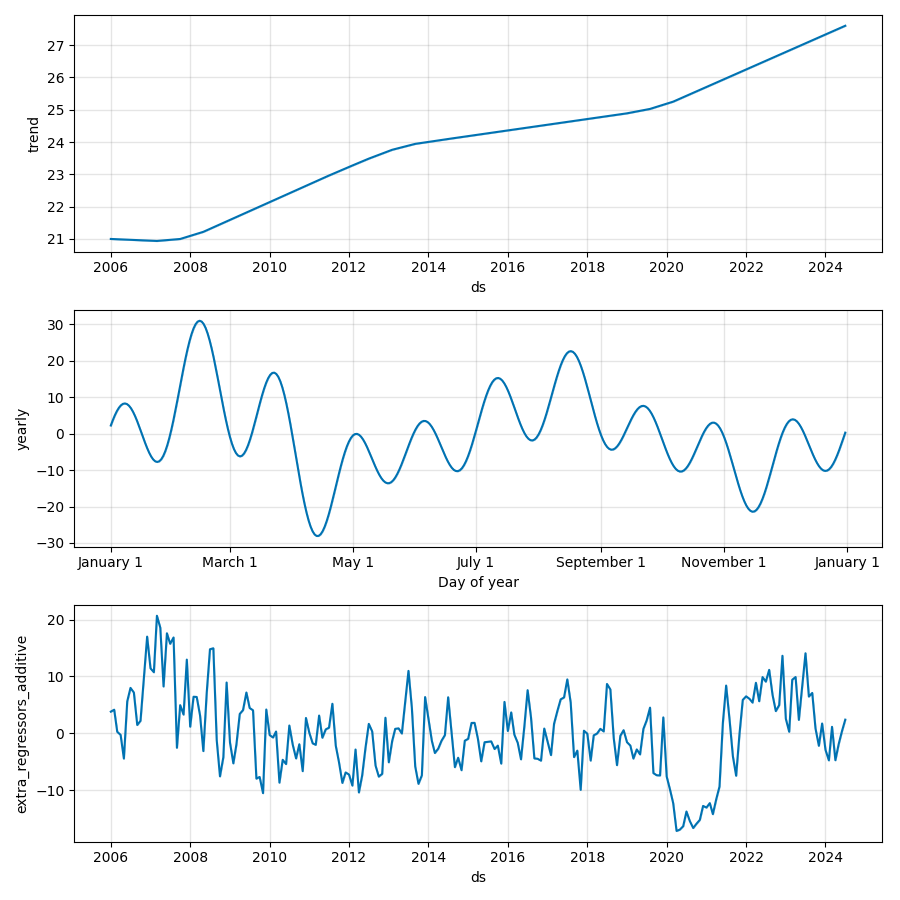 27
26
25
24
23
22
21
trend
2006 2008 2010 2012 2014 2016 2018 2020 2022 2024
ds
30
20
10
0
−10
−20
−30
yearly
January 1 March 1 May 1 July 1 September 1 November 1 January 1
Day of year
20
10
0
−10
extra_regressors_additive
2006 2008 2010 2012 2014 2016 2018 2020 2022 2024
ds